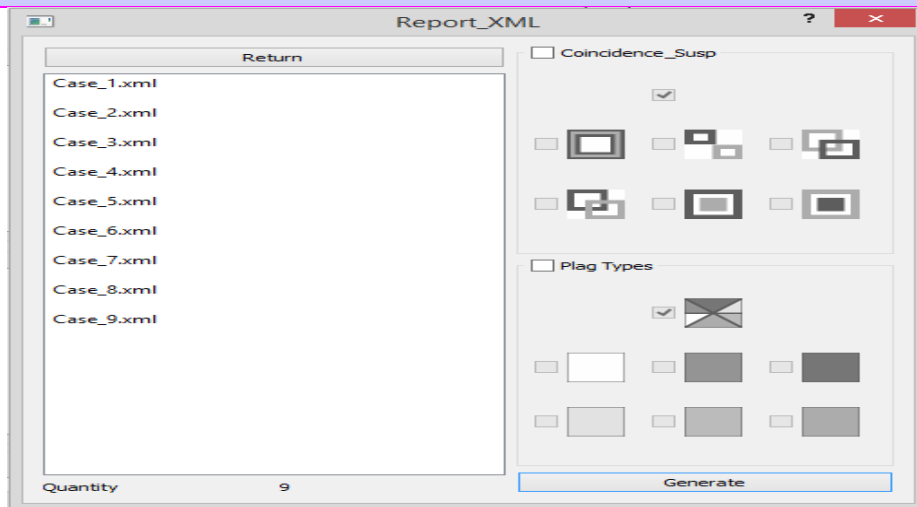 Report_XML ?
Return
Case_1.xml
Case_2.xml
Case_3.xml
Case_4.xml
Case_5.xml
Case_6.xml
Case_7.xml
Case_8.xml
Case_9.xml
Quantity 9
Coincidence_Susp
Plag Types
Generate